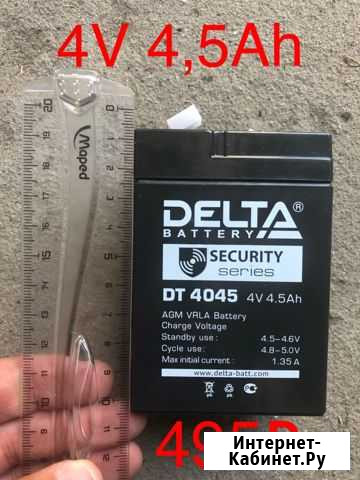 4V 4,5Ah
Maped
DELTA®
BATTERY
SECURITY
series
DT 4045 4V 4.5Ah
AGM VRLA Battery
Charge Voltage
Standby use : 4.5-4.6V
Cycle use : 4.8-5.0V
Max initial current : 1.35 A
www.delta-batt.com
Интернет-
Кабинет.Ру